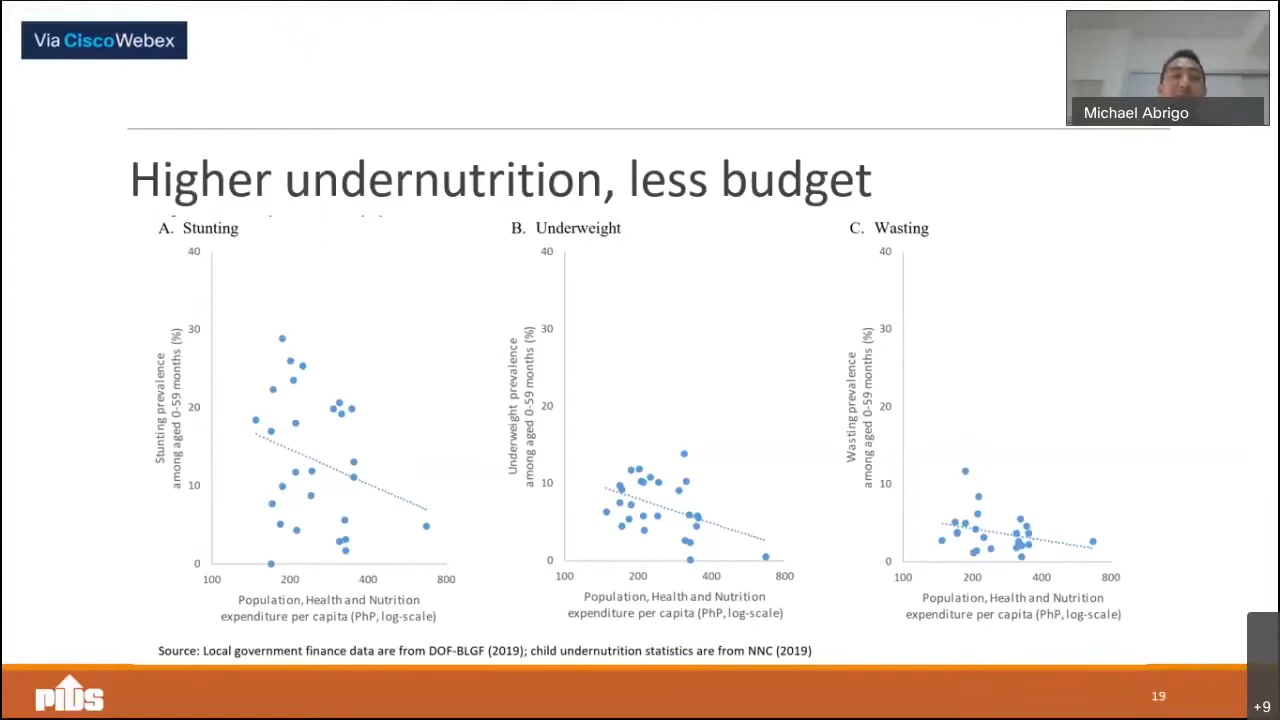 Via CiscoWebex
Michael Abrigo
Higher undernutrition, less budget
A. Stunting
40
30
20
10
0
100 200 400 800
Stunting prevalence
among aged 0-59 months (%)
Population, Health and Nutrition
expenditure per capita (PhP, log-scale)
B. Underweight
40
30
20
10
0
100 200 400 800
Underweight prevalence
among aged 0-59 months (%)
Population, Health and Nutrition
expenditure per capita (PhP, log-scale)
C. Wasting
40
30
20
10
0
100 200 400 800
Wasting prevalence
among aged 0-59 months (%)
Population, Health and Nutrition
expenditure per capita (PhP, log-scale)
Source: Local government finance data are from DOF-BLGF (2019); child undernutrition statistics are from NNC (2019)
PIDS
19
+9